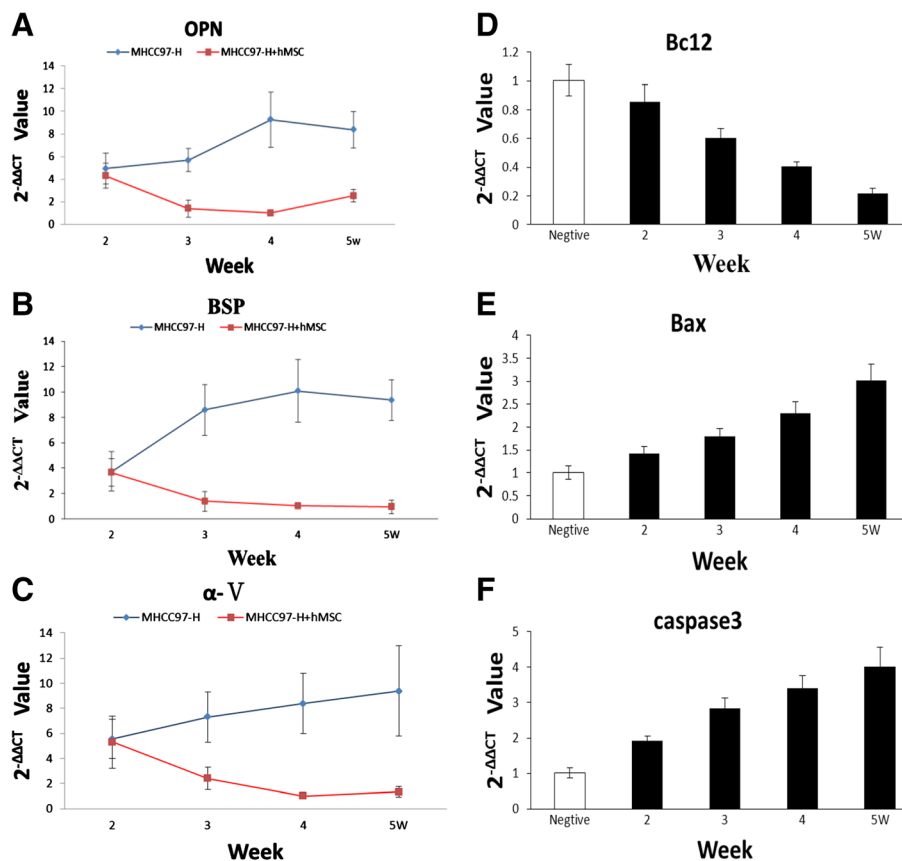 A
OPN
MHCC97-H MHCC97-H+hMSC
2-ΔΔCT Value
14
12
10
8
6
4
2
0
2 3 4 5w
Week
B
BSP
MHCC97-H MHCC97-H+hMSC
2-ΔΔCT Value
14
12
10
8
6
4
2
0
2 3 4 5W
Week
C
α-V
MHCC97-H MHCC97-H+hMSC
2-ΔΔCT Value
14
12
10
8
6
4
2
0
2 3 4 5W
Week
D
Bc12
2-ΔΔCT Value
1.2
1
0.8
0.6
0.4
0.2
0
Negtive 2 3 4 5W
Week
E
Bax
2-ΔΔCT Value
4
3.5
3
2.5
2
1.5
1
0.5
0
Negtive 2 3 4 5W
Week
F
caspase3
2-ΔΔCT Value
5
4
3
2
1
0
Negtive 2 3 4 5W
Week